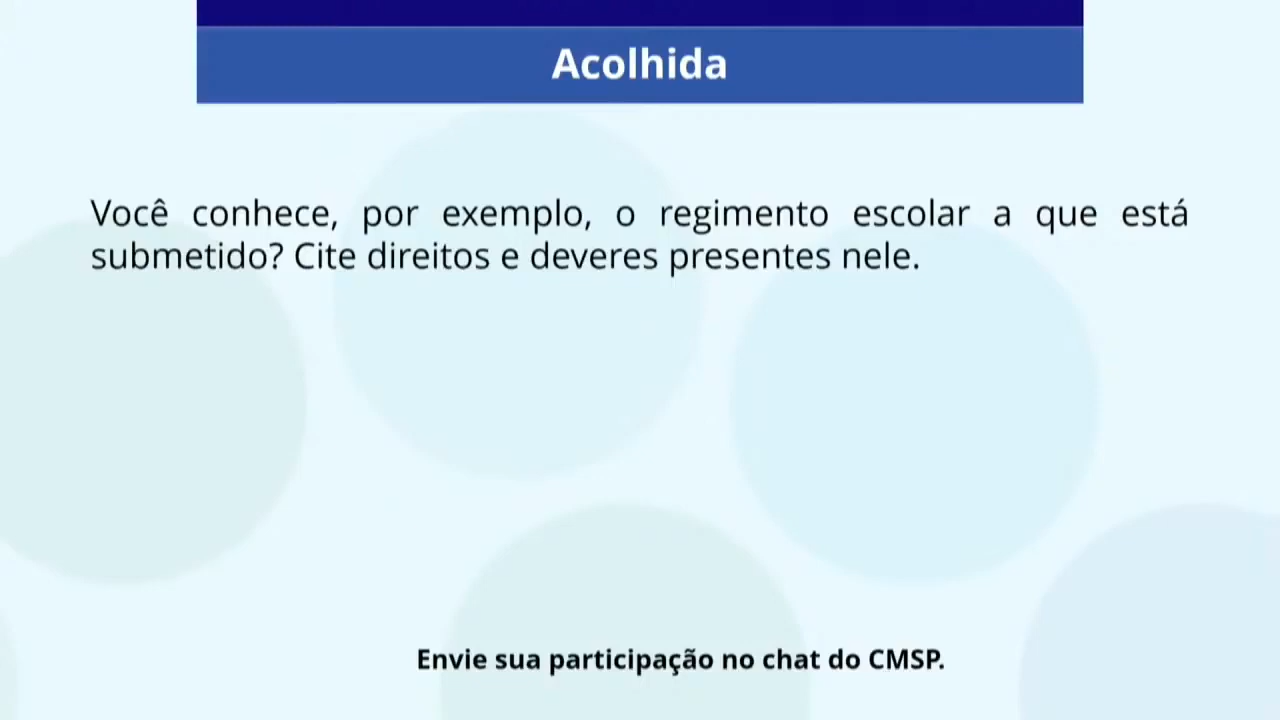 Acolhida
Você conhece, por exemplo, o regimento escolar a que está
submetido? Cite direitos e deveres presentes nele.
Envie sua participação no chat do CMSP.